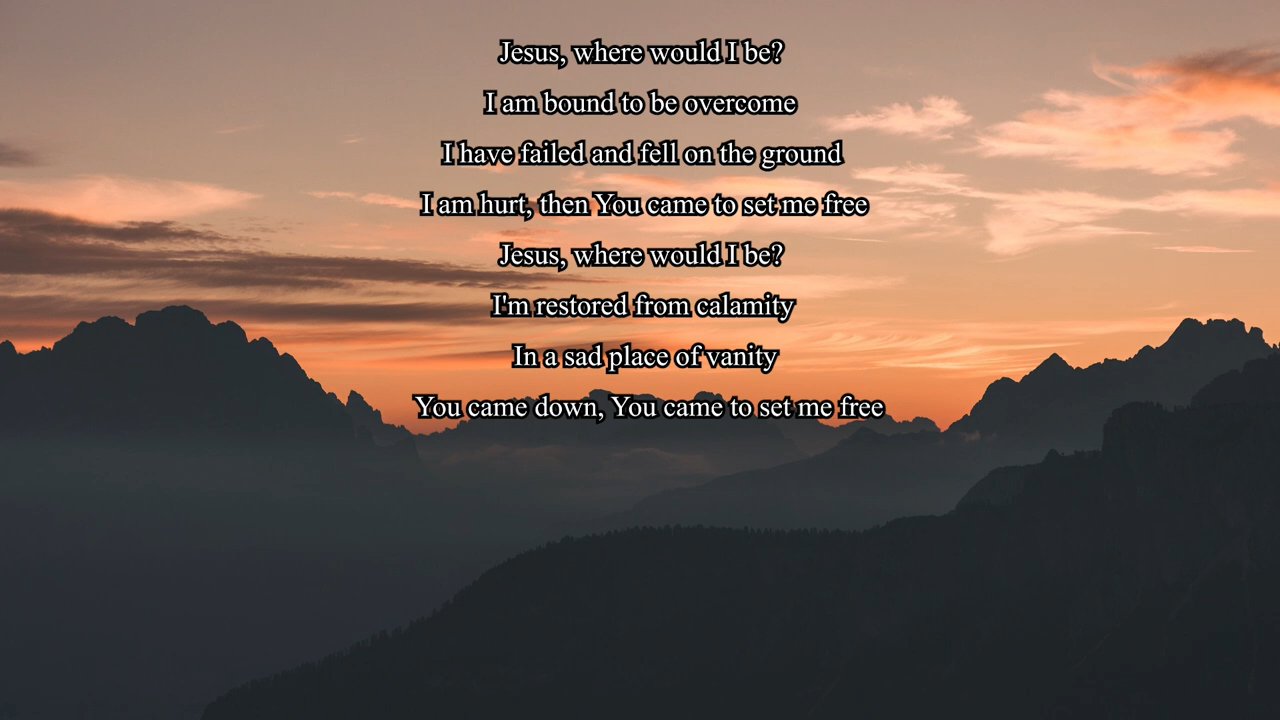 Jesus, where would I be?
I am bound to be overcome
I have failed and fell on the ground
I am hurt, then You came to set me free
Jesus, where would I be?
I'm restored from calamity
In a sad place of vanity
You came down, You came to set me free